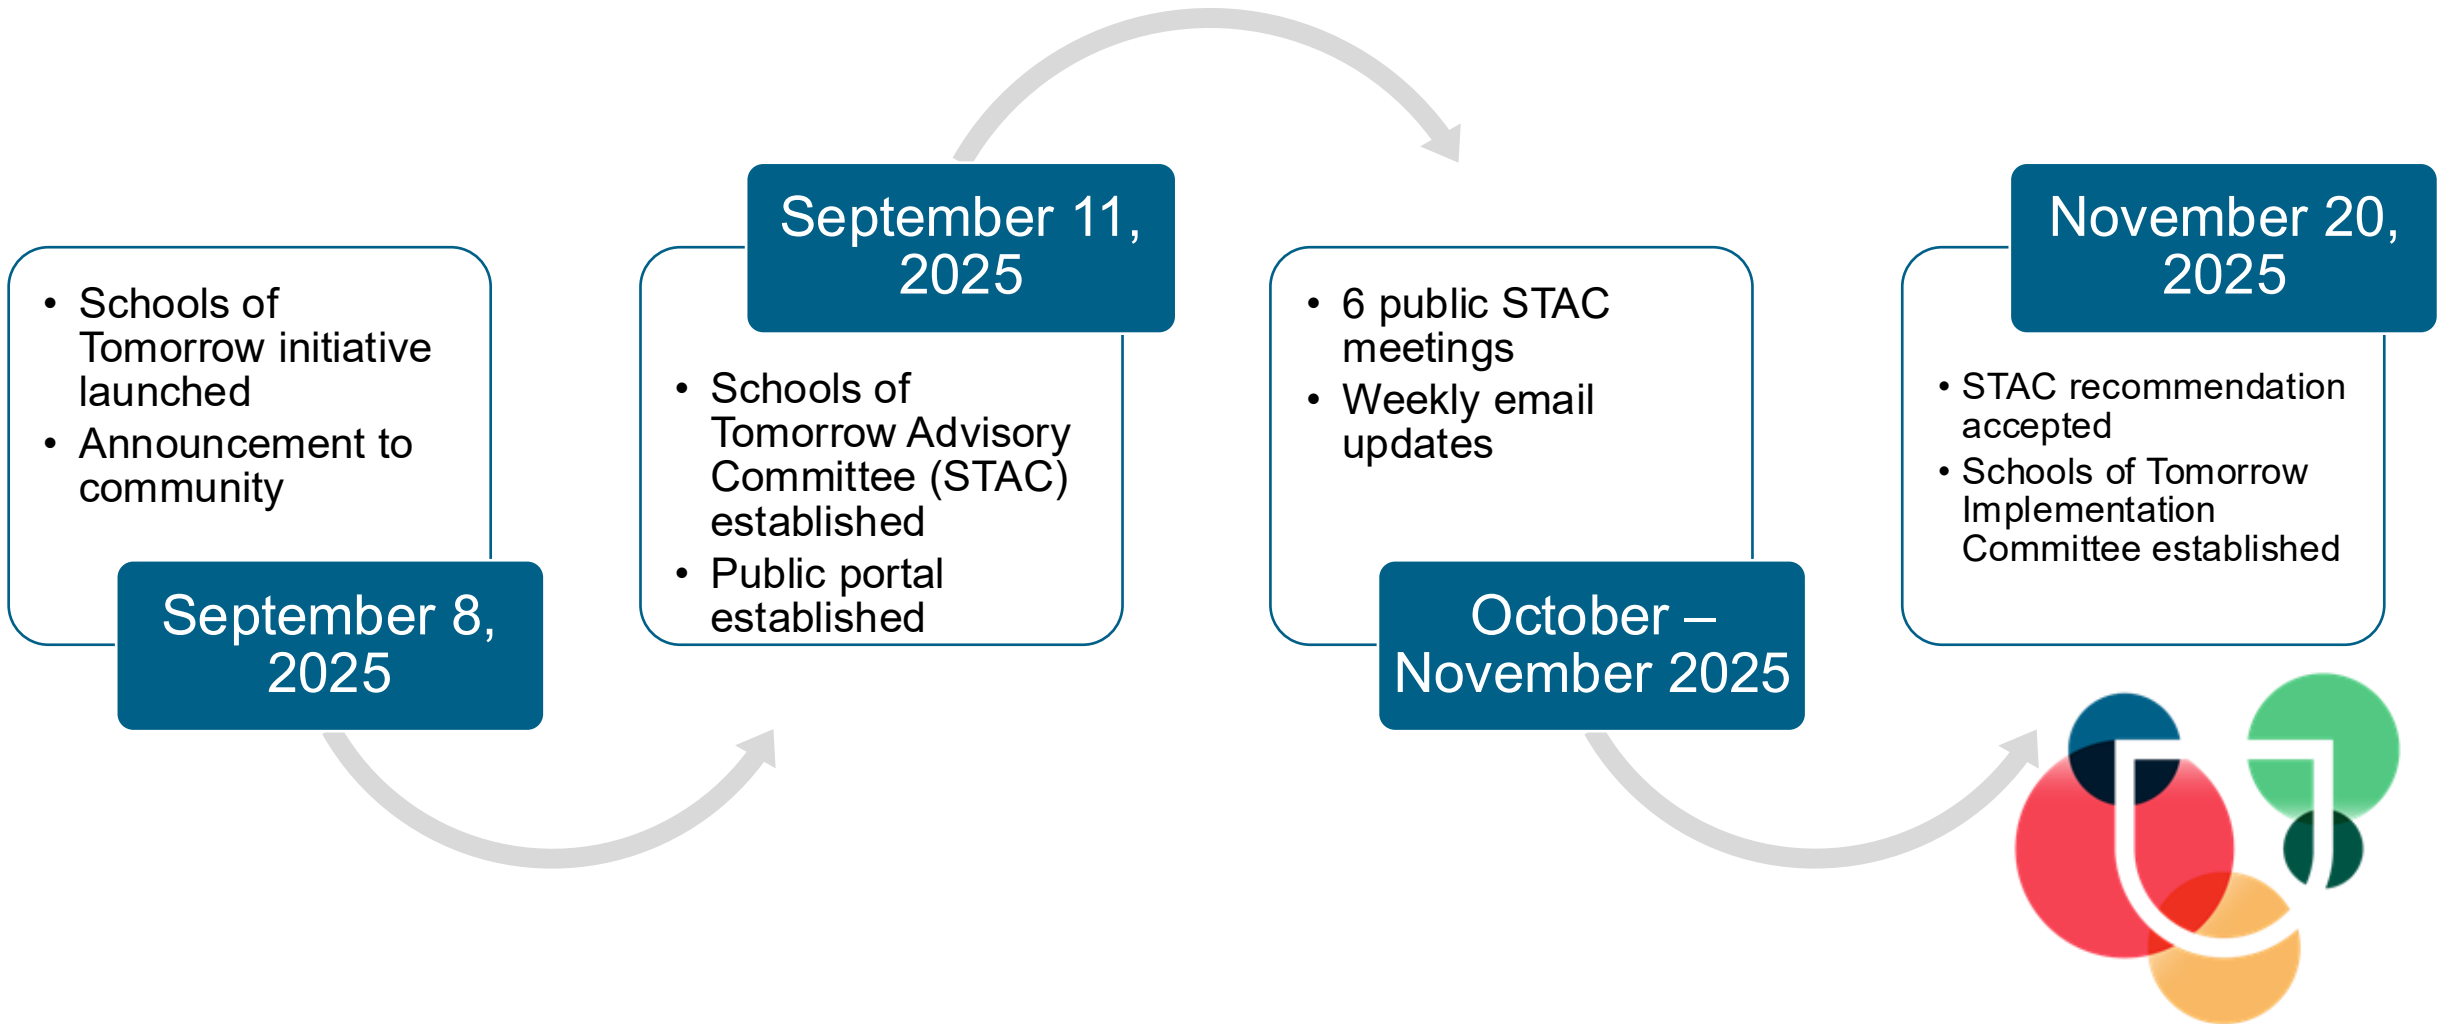 • Schools of
Tomorrow initiative
launched
• Announcement to
community
September 8,
2025
September 11,
2025
• Schools of
Tomorrow Advisory
Committee (STAC)
established
• Public portal
established
• 6 public STAC
meetings
• Weekly email
updates
October –
November 2025
November 20,
2025
• STAC recommendation
accepted
• Schools of Tomorrow
Implementation
Committee established